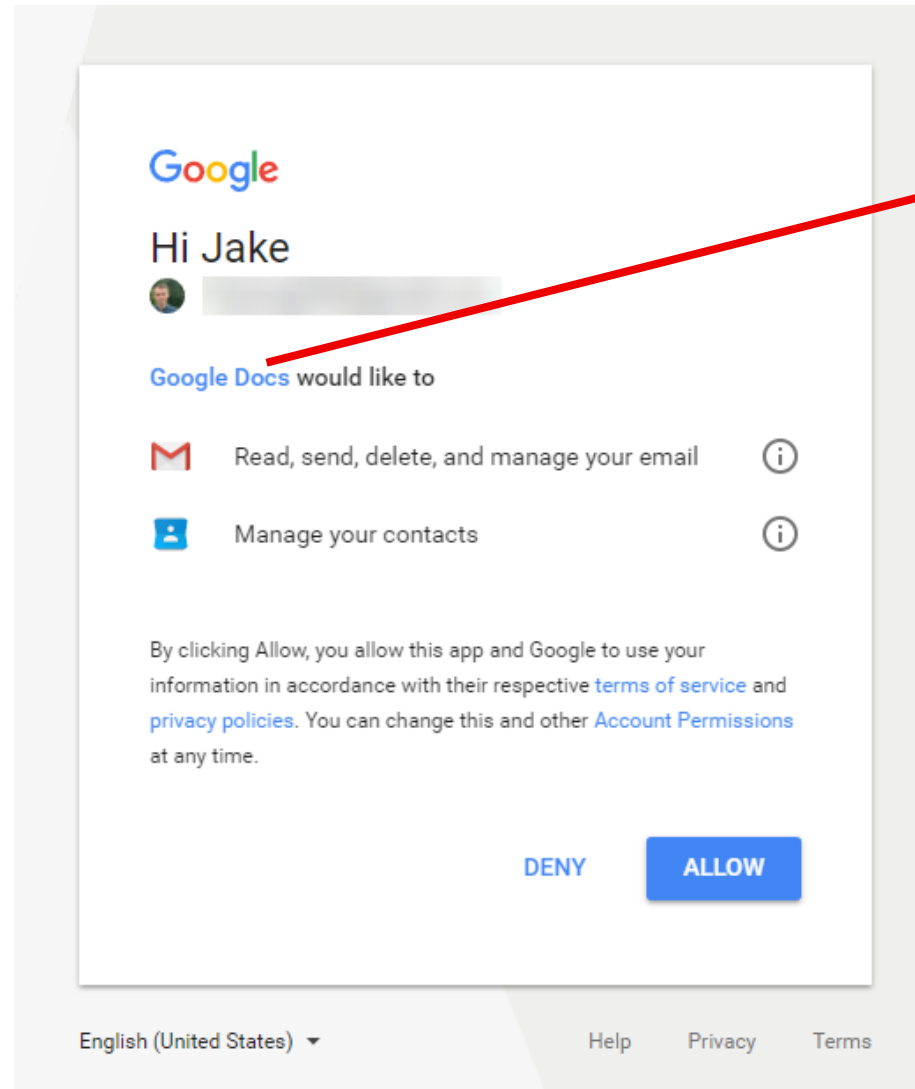 Google
Hi Jake
Google Docs would like to
Read, send, delete, and manage your email
Manage your contacts
By clicking Allow, you allow this app and Google to use your
information in accordance with their respective terms of service and
privacy policies. You can change this and other Account Permissions
at any time.
DENY ALLOW
English (United States) Help Privacy Terms